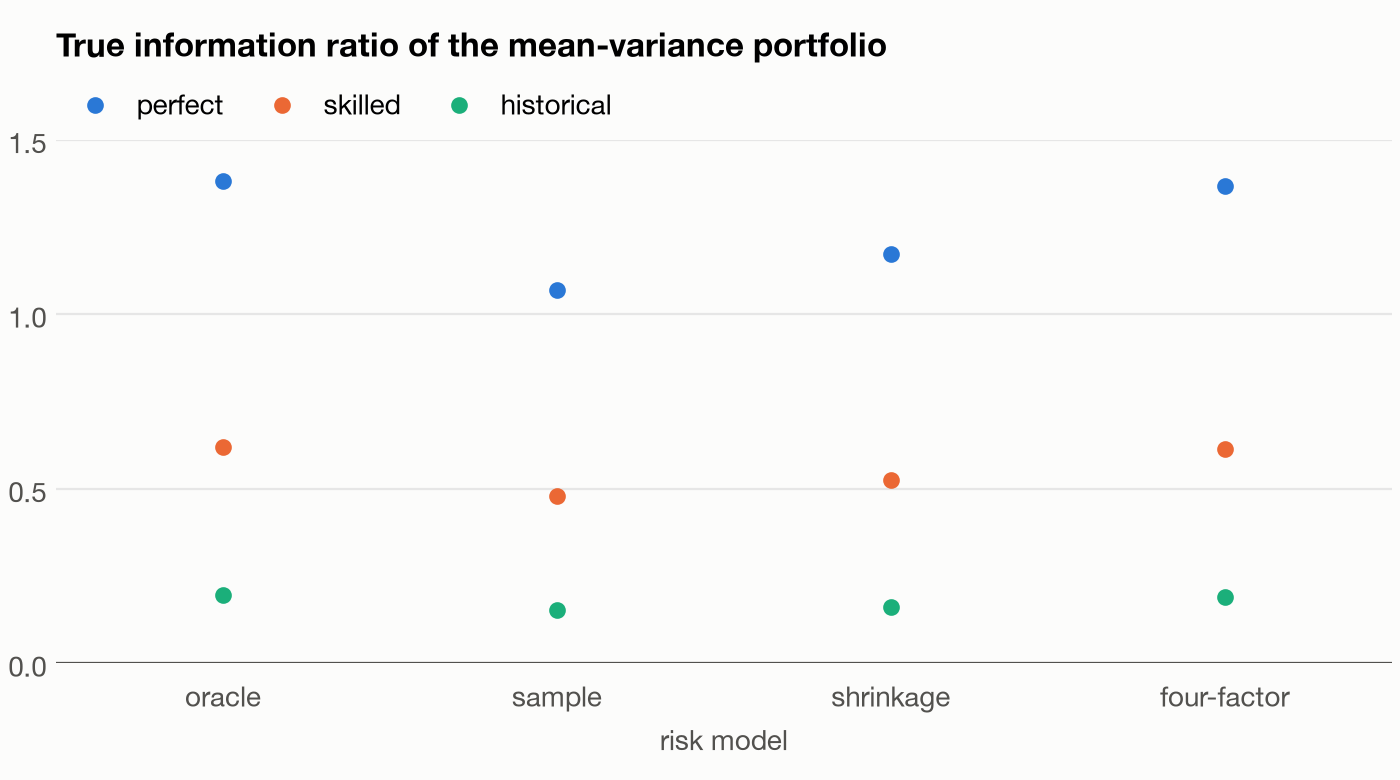 True information ratio of the mean-variance portfolio
perfect skilled historical
1.5
1.0
0.5
0.0
oracle sample shrinkage four-factor
risk model